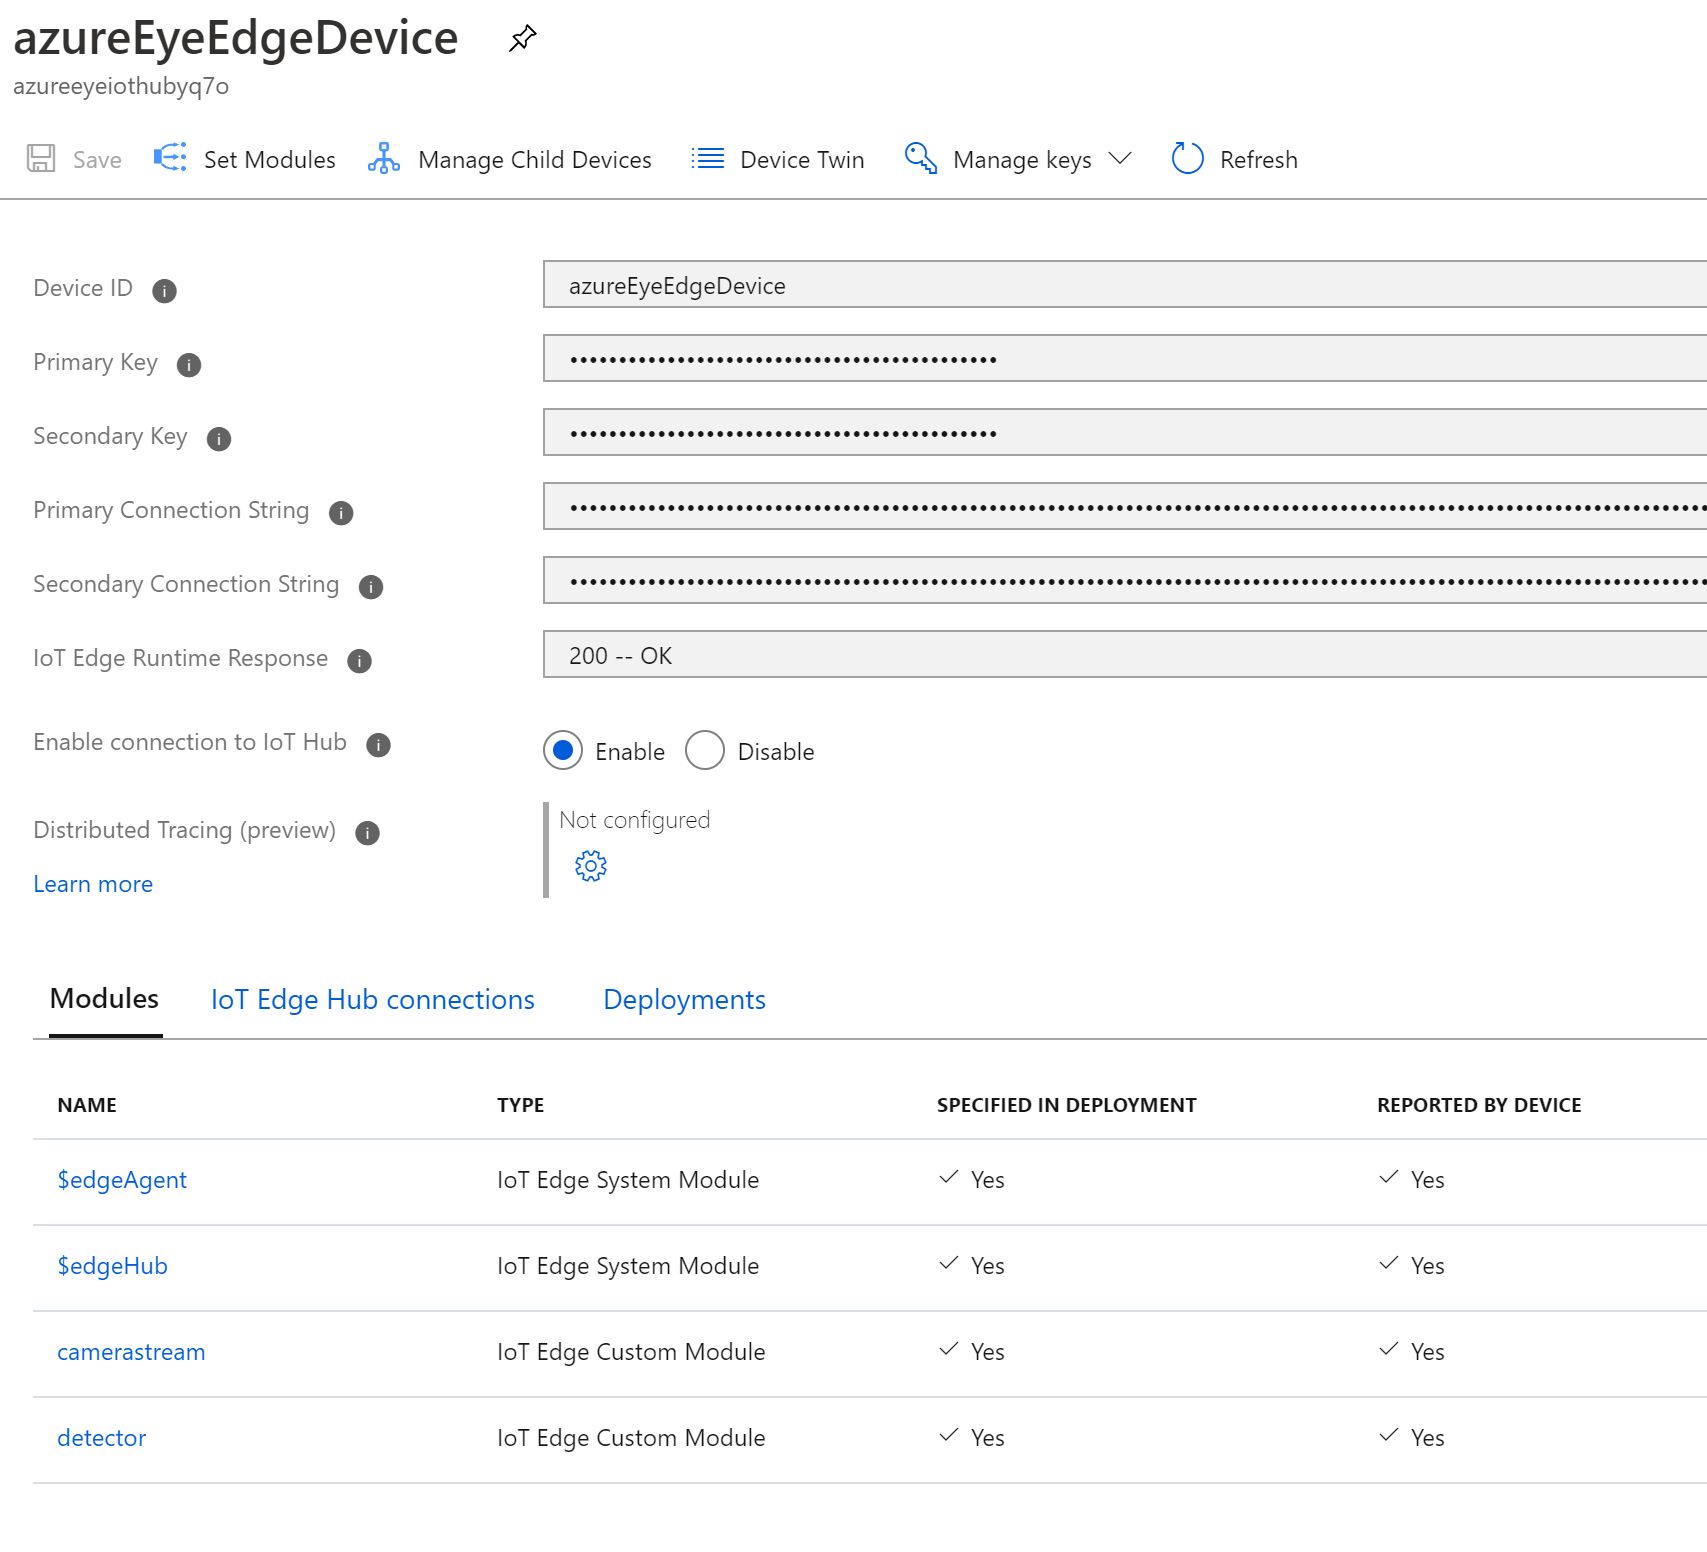 azureEyeEdgeDevice
azureeyeiothubyq7o
Save Set Modules Manage Child Devices Device Twin Manage keys Refresh
Device ID azureEyeEdgeDevice
Primary Key ••••••••••••••••••••••••••••••••••••••••••••
Secondary Key ••••••••••••••••••••••••••••••••••••••••••••
Primary Connection String
Secondary Connection String
IoT Edge Runtime Response 200 -- OK
Enable connection to IoT Hub Enable Disable
Distributed Tracing (preview) Not configured
Learn more
Modules IoT Edge Hub connections Deployments
NAME TYPE SPECIFIED IN DEPLOYMENT REPORTED BY DEVICE
$edgeAgent IoT Edge System Module Yes Yes
$edgeHub IoT Edge System Module Yes Yes
camerastream IoT Edge Custom Module Yes Yes
detector IoT Edge Custom Module Yes Yes